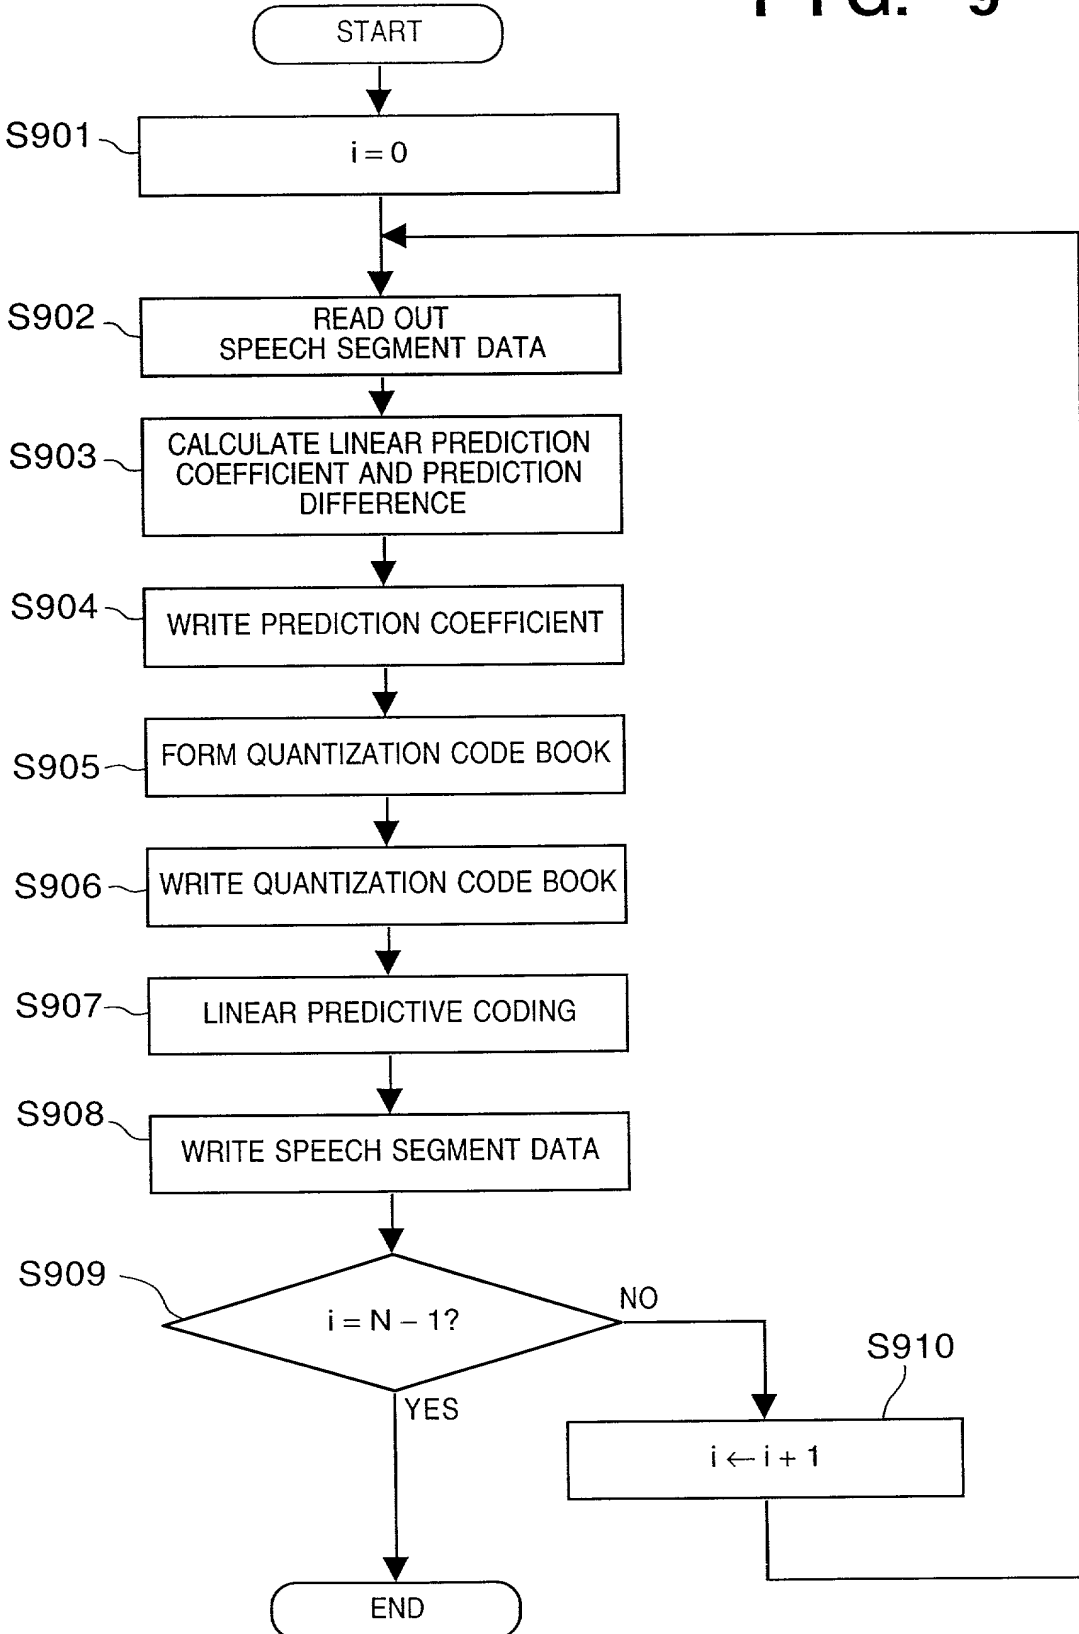 FIG. 9
START
S901
i = 0
S902
READ OUT
SPEECH SEGMENT DATA
S903
CALCULATE LINEAR PREDICTION
COEFFICIENT AND PREDICTION
DIFFERENCE
S904
WRITE PREDICTION COEFFICIENT
S905
FORM QUANTIZATION CODE BOOK
S906
WRITE QUANTIZATION CODE BOOK
S907
LINEAR PREDICTIVE CODING
S908
WRITE SPEECH SEGMENT DATA
S909
i = N – 1?
NO
S910
YES
i ← i + 1
END